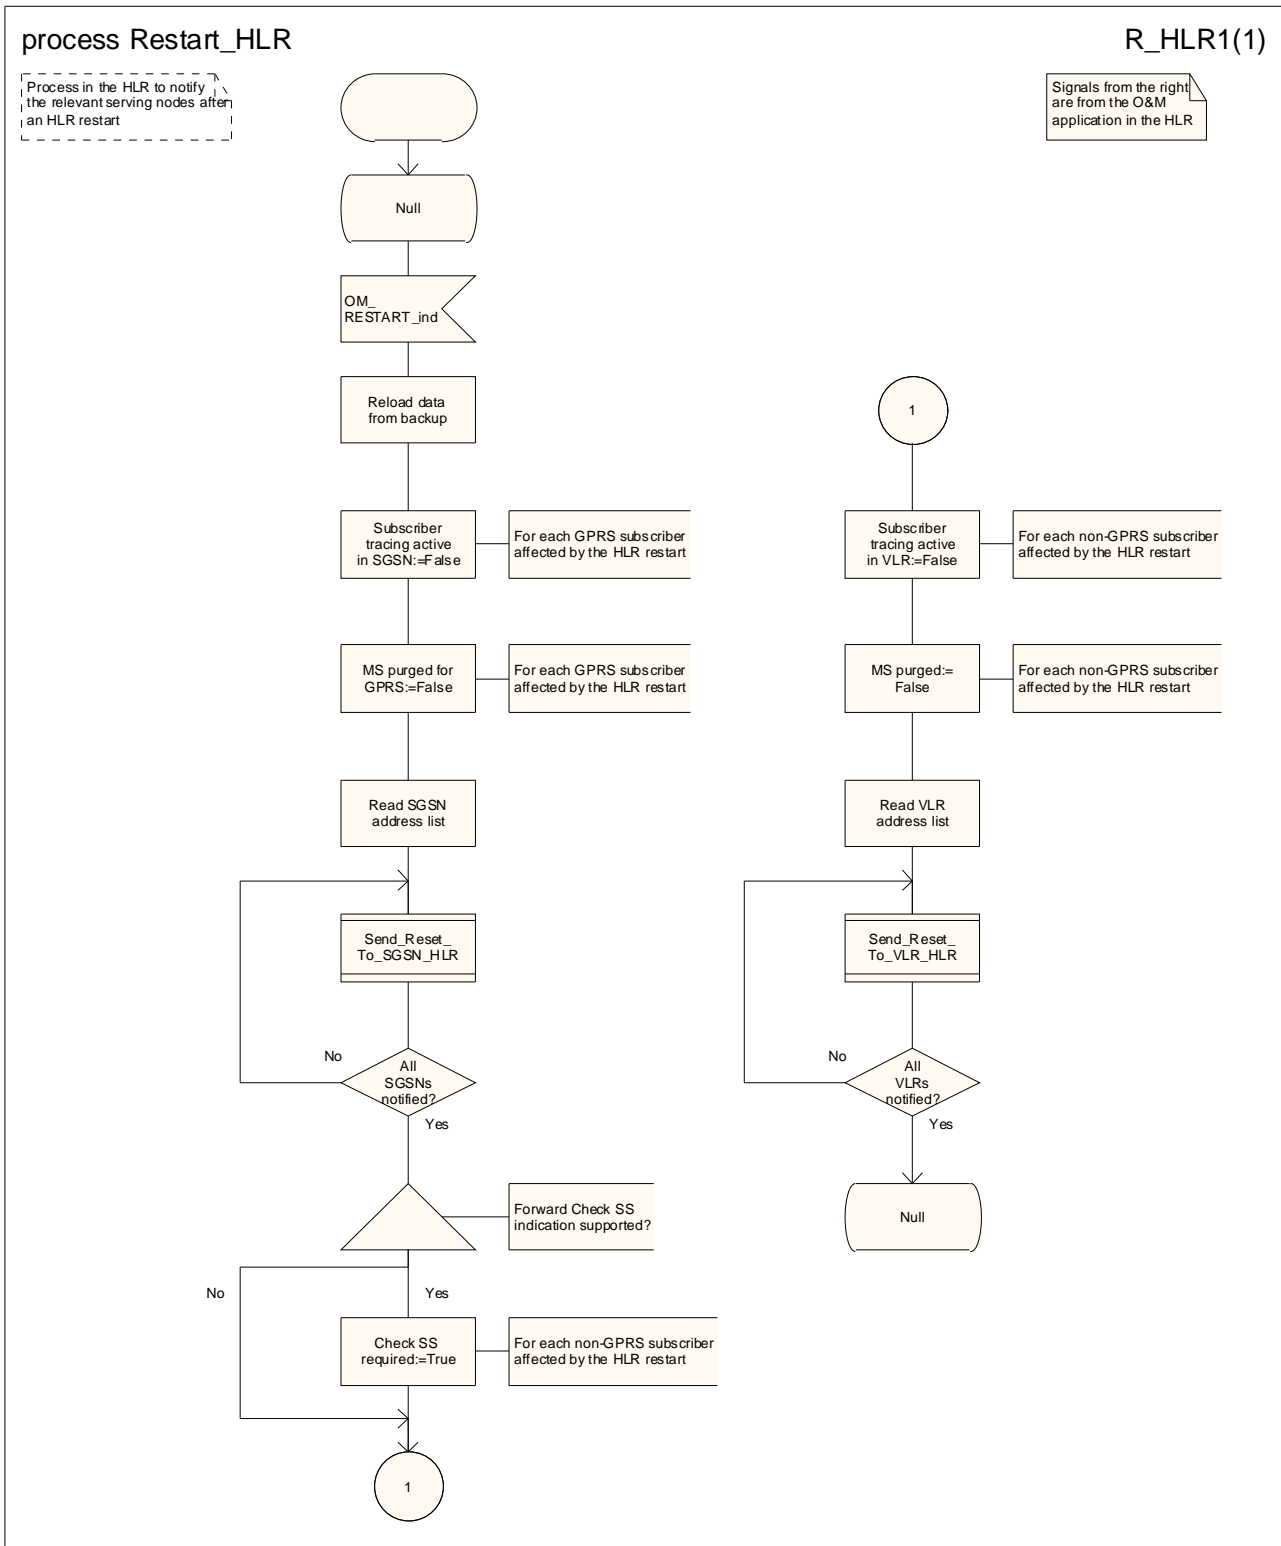 process Restart_HLR
R_HLR1(1)
Process in the HLR to notify
the relevant serving nodes after
an HLR restart
Signals from the right
are from the O&M
application in the HLR
Null
OM_
RESTART_ind
Reload data
from backup
Subscriber
tracing active
in SGSN:=False
For each GPRS subscriber
affected by the HLR restart
MS purged for
GPRS:=False
For each GPRS subscriber
affected by the HLR restart
Read SGSN
address list
Send_Reset_
To_SGSN_HLR
No
All
SGSNs
notified?
Yes
Forward Check SS
indication supported?
No
Yes
Check SS
required:=True
For each non-GPRS subscriber
affected by the HLR restart
1
1
Subscriber
tracing active
in VLR:=False
For each non-GPRS subscriber
affected by the HLR restart
MS purged:=
False
For each non-GPRS subscriber
affected by the HLR restart
Read VLR
address list
Send_Reset_
To_VLR_HLR
No
All
VLRs
notified?
Yes
Null